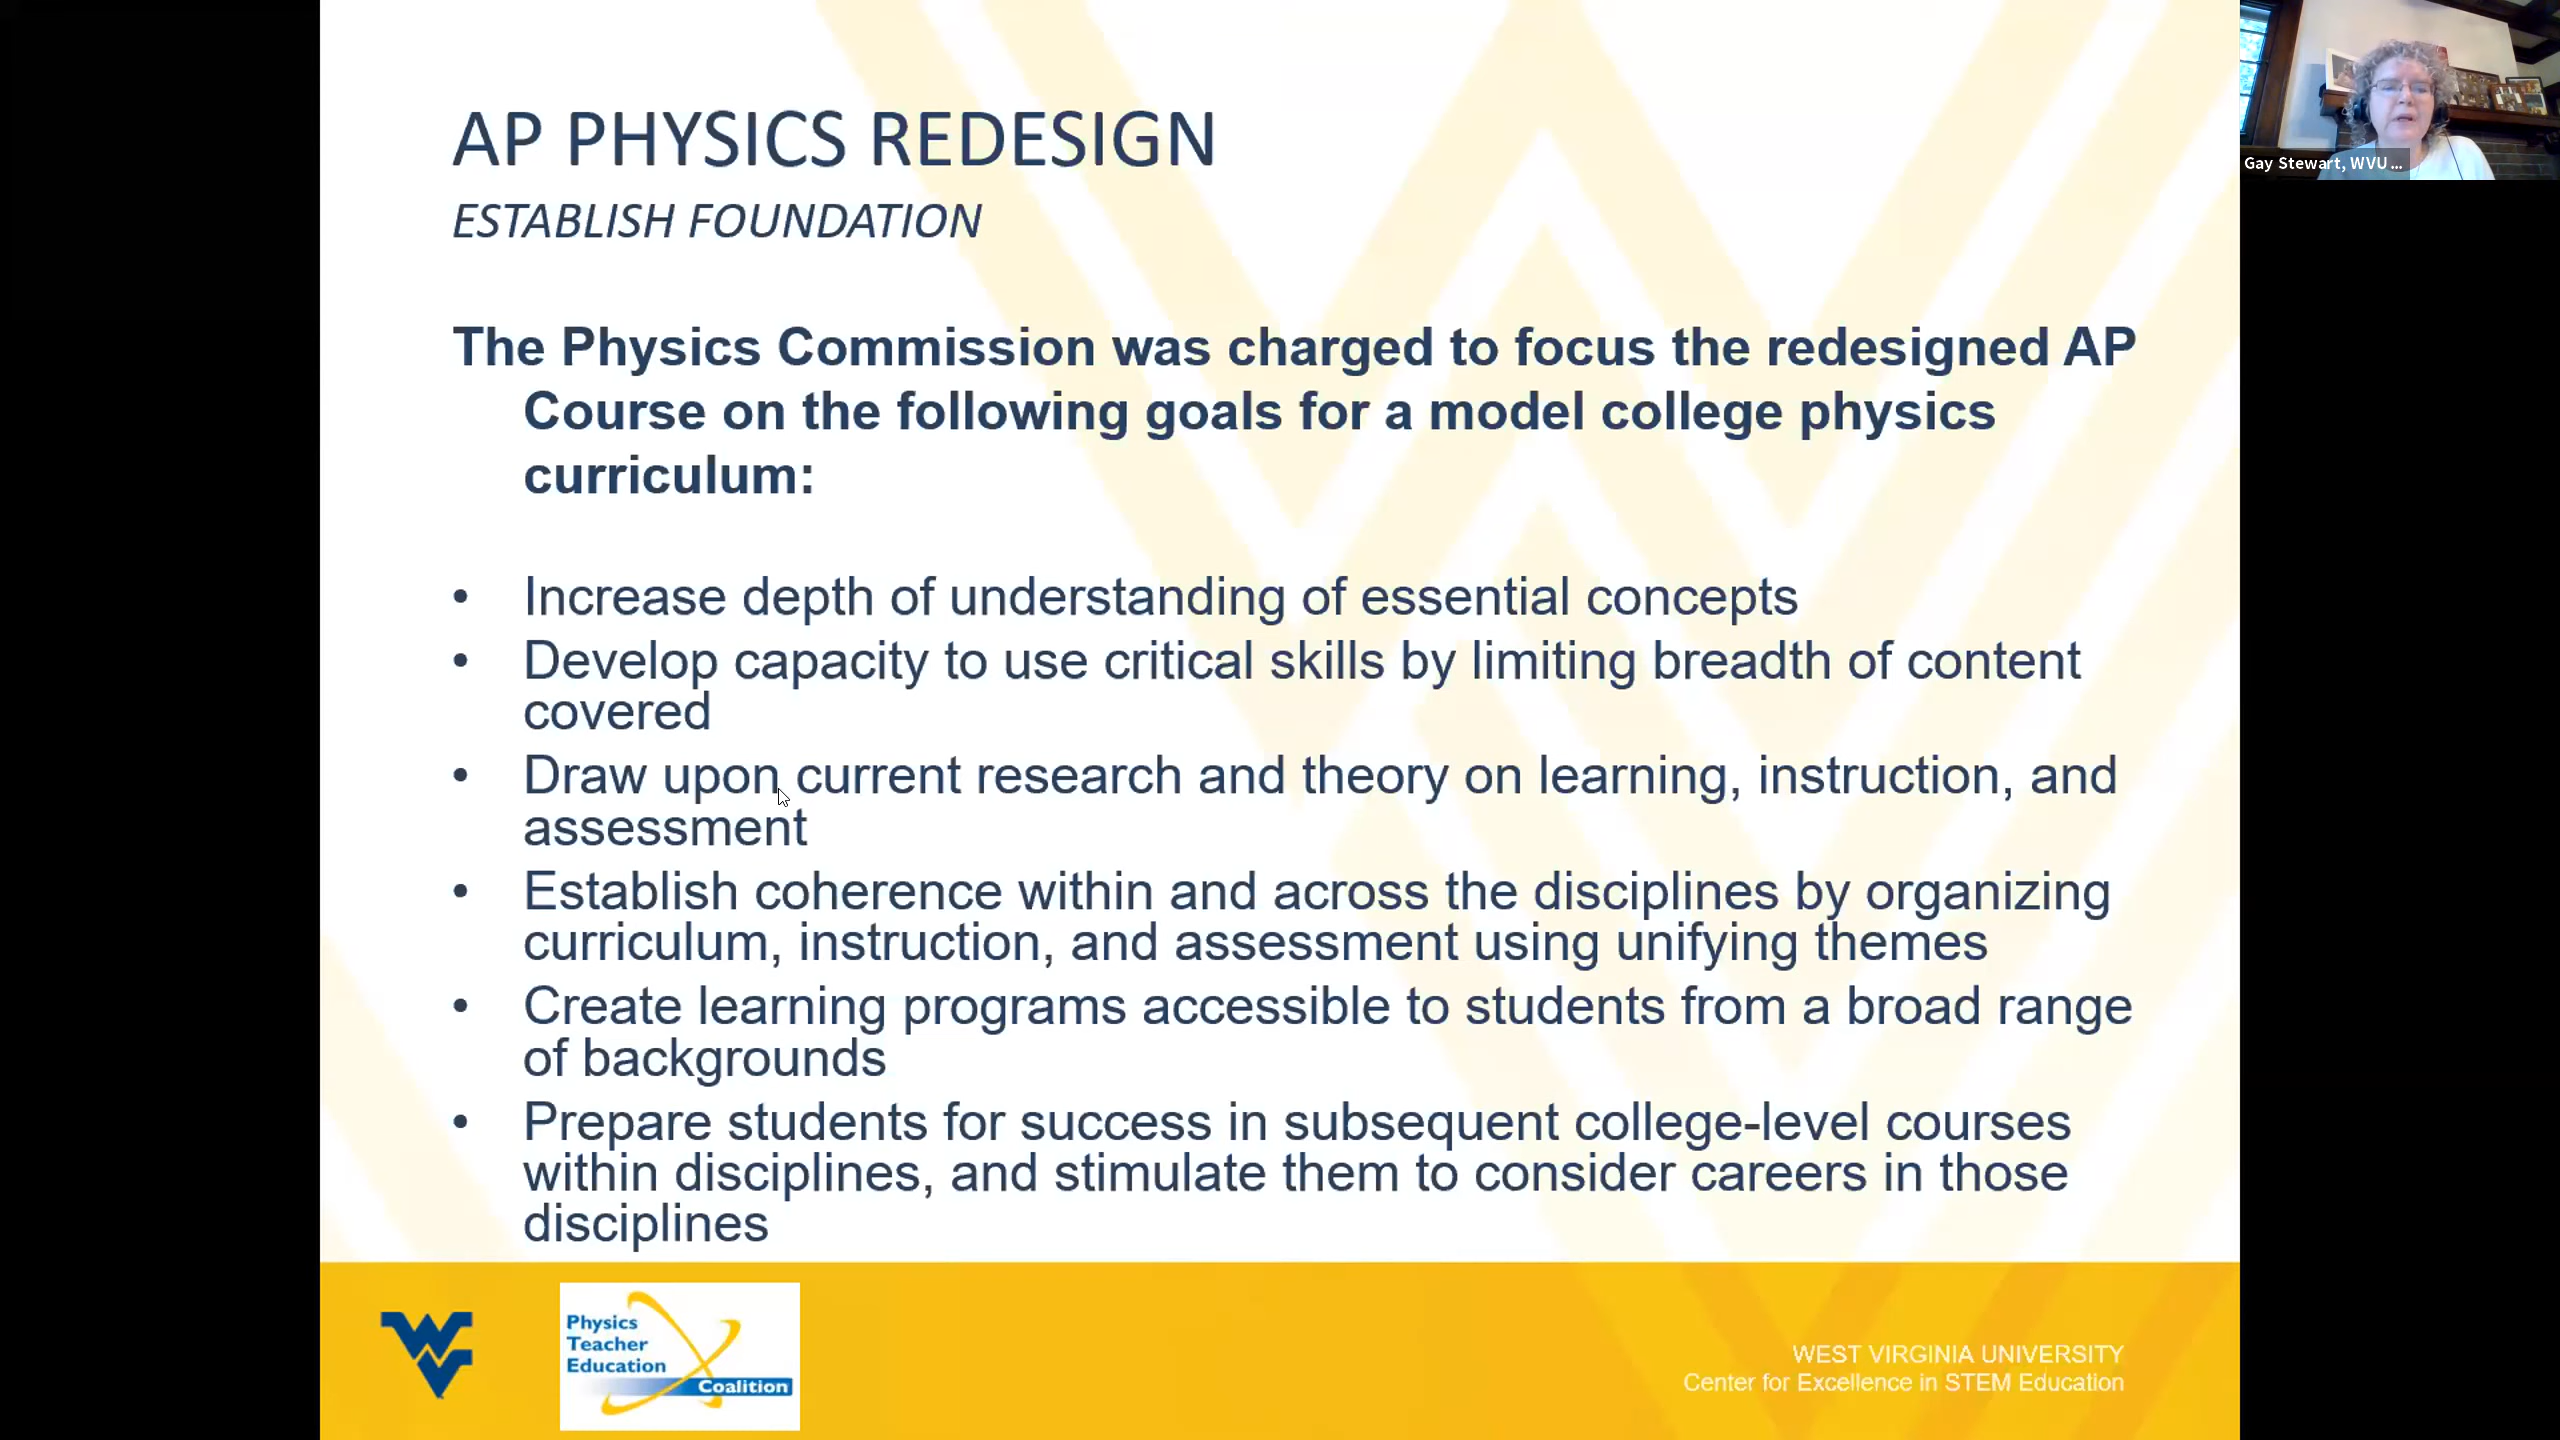 AP PHYSICS REDESIGN
ESTABLISH FOUNDATION
The Physics Commission was charged to focus the redesigned AP
Course on the following goals for a model college physics
curriculum:
• Increase depth of understanding of essential concepts
• Develop capacity to use critical skills by limiting breadth of content
covered
• Draw upon current research and theory on learning, instruction, and
assessment
• Establish coherence within and across the disciplines by organizing
curriculum, instruction, and assessment using unifying themes
• Create learning programs accessible to students from a broad range
of backgrounds
• Prepare students for success in subsequent college-level courses
within disciplines, and stimulate them to consider careers in those
disciplines
Physics
Teacher
Education
Coalition
WEST VIRGINIA UNIVERSITY
Center for Excellence in STEM Education
Gay Stewart, WVU ...